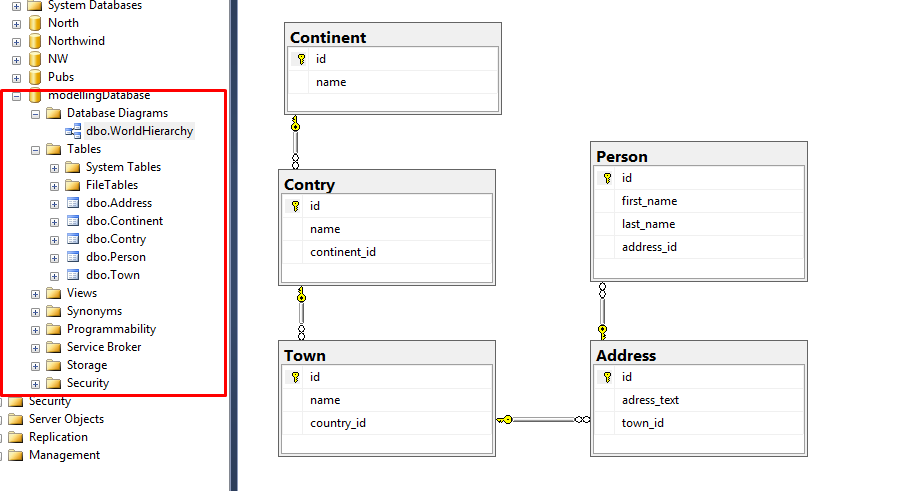 System Databases
North
Northwind
NW
Pubs
modellingDatabase
Database Diagrams
dbo.WorldHierarchy
Tables
System Tables
FileTables
dbo.Address
dbo.Continent
dbo.Contry
dbo.Person
dbo.Town
Views
Synonyms
Programmability
Service Broker
Storage
Security
Security
Server Objects
Replication
Management
Continent
id
name
Contry
id
name
continent_id
Town
id
name
country_id
Person
id
first_name
last_name
address_id
Address
id
adress_text
town_id